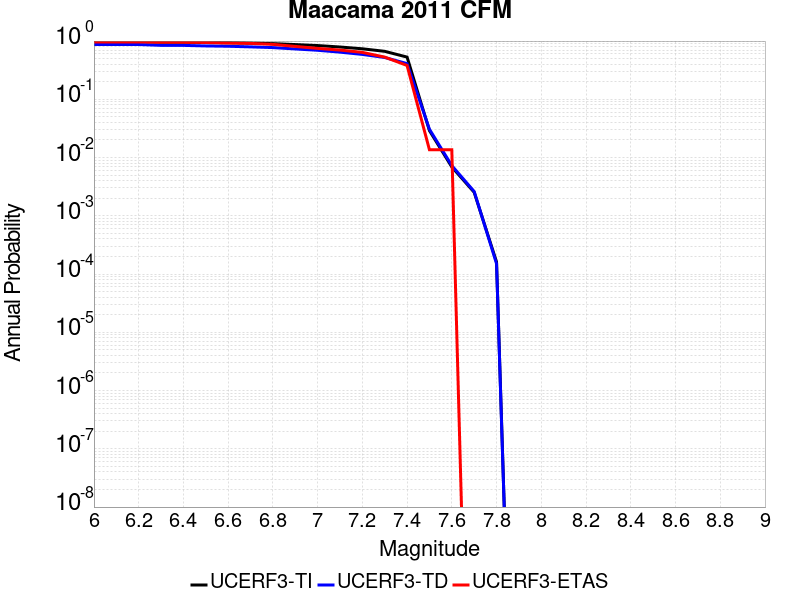 Maacama 2011 CFM
10^0
10^-1
10^-2
10^-3
10^-4
10^-5
10^-6
10^-7
10^-8
Annual Probability
6 6.2 6.4 6.6 6.8 7 7.2 7.4 7.6 7.8 8 8.2 8.4 8.6 8.8 9
Magnitude
UCERF3-TI UCERF3-TD UCERF3-ETAS